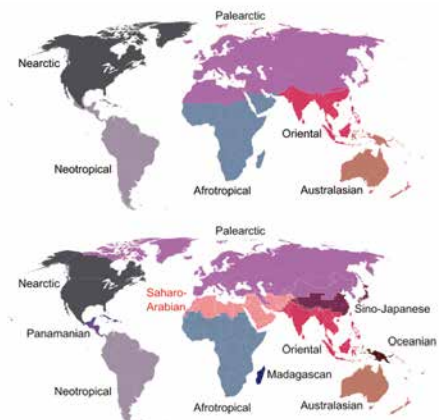 Palearctic
Nearctic
Oriental
Neotropical
Afrotropical
Australasian
Palearctic
Nearctic
Saharo-
Arabian
Sino-Japanese
Panamanian
Oceanian
Oriental
Madagascan
Neotropical
Australasian
Afrotropical